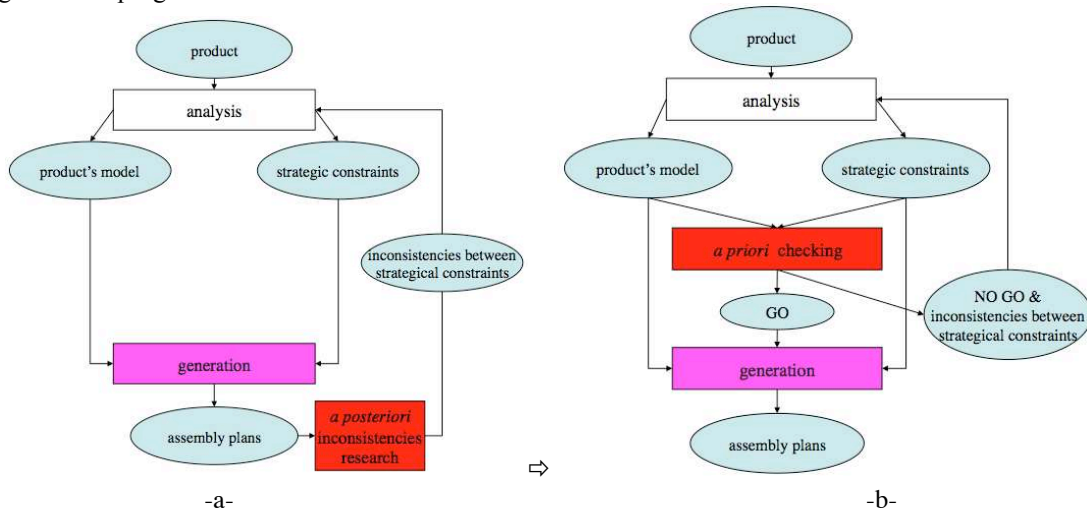 product
analysis
product's model
strategic constraints
inconsistencies between
strategical constraints
generation
assembly plans
a posteriori
inconsistencies
research
-a-
⇨
product
analysis
product's model
strategic constraints
a priori checking
GO
NO GO &
inconsistencies between
strategical constraints
generation
assembly plans
-b-